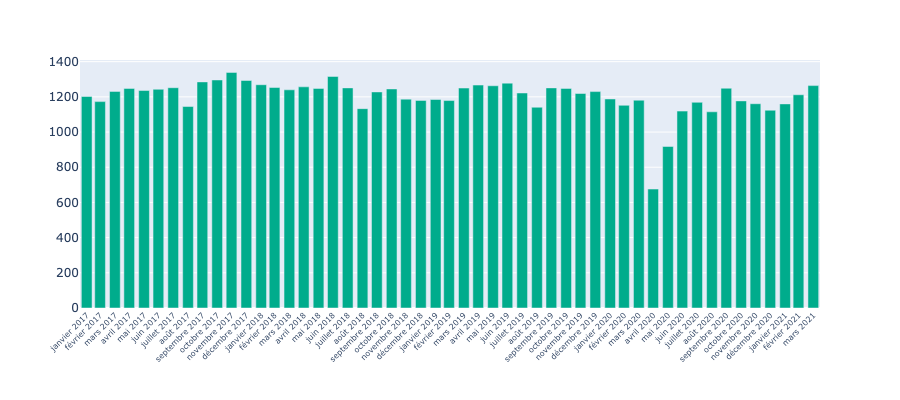 1400
1200
1000
800
600
400
200
0
janvier 2017
février 2017
mars 2017
avril 2017
mai 2017
juin 2017
juillet 2017
août 2017
septembre 2017
octobre 2017
novembre 2017
décembre 2017
janvier 2018
février 2018
mars 2018
avril 2018
mai 2018
juin 2018
juillet 2018
août 2018
septembre 2018
octobre 2018
novembre 2018
décembre 2018
janvier 2019
février 2019
mars 2019
avril 2019
mai 2019
juin 2019
juillet 2019
août 2019
septembre 2019
octobre 2019
novembre 2019
décembre 2019
janvier 2020
février 2020
mars 2020
avril 2020
mai 2020
juin 2020
juillet 2020
août 2020
septembre 2020
octobre 2020
novembre 2020
décembre 2020
janvier 2021
février 2021
mars 2021